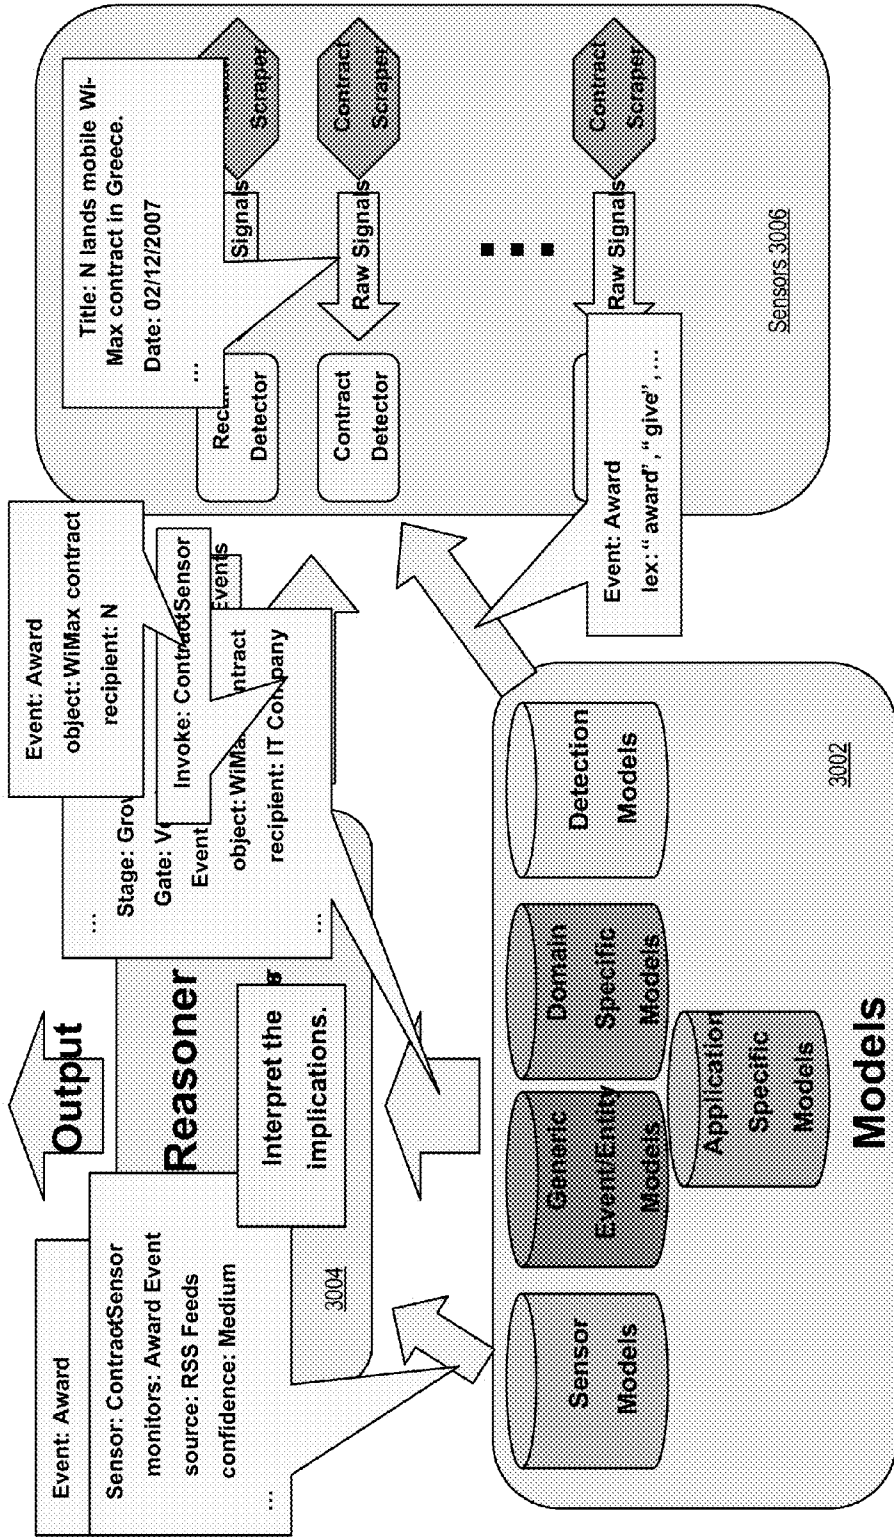 Event: Award
Sensor: ContractSensor
monitors: Award Event
source: RSS Feeds
confidence: Medium
...
Output
Reasoner
Interpret the
implications.
3004
...
Stage:
Gate:
Event
object: WiMax
recipient: IT Company
...
Event: Award
object: WiMax contract
recipient: N
Invoke: ContractSensor
Events
Title: N lands mobile Wi-
Max contract in Greece.
Date: 02/12/2007
...
Detector
Signals
Scraper
Contract
Detector
Raw Signals
Contract
Scraper
Raw Signals
Contract
Scraper
Event: Award
lex: “ award” , “ give” , ...
Sensors 3006
Sensor
Models
Generic
Event/Entity
Models
Domain
Specific
Models
Detection
Models
Application
Specific
Models
3002
Models